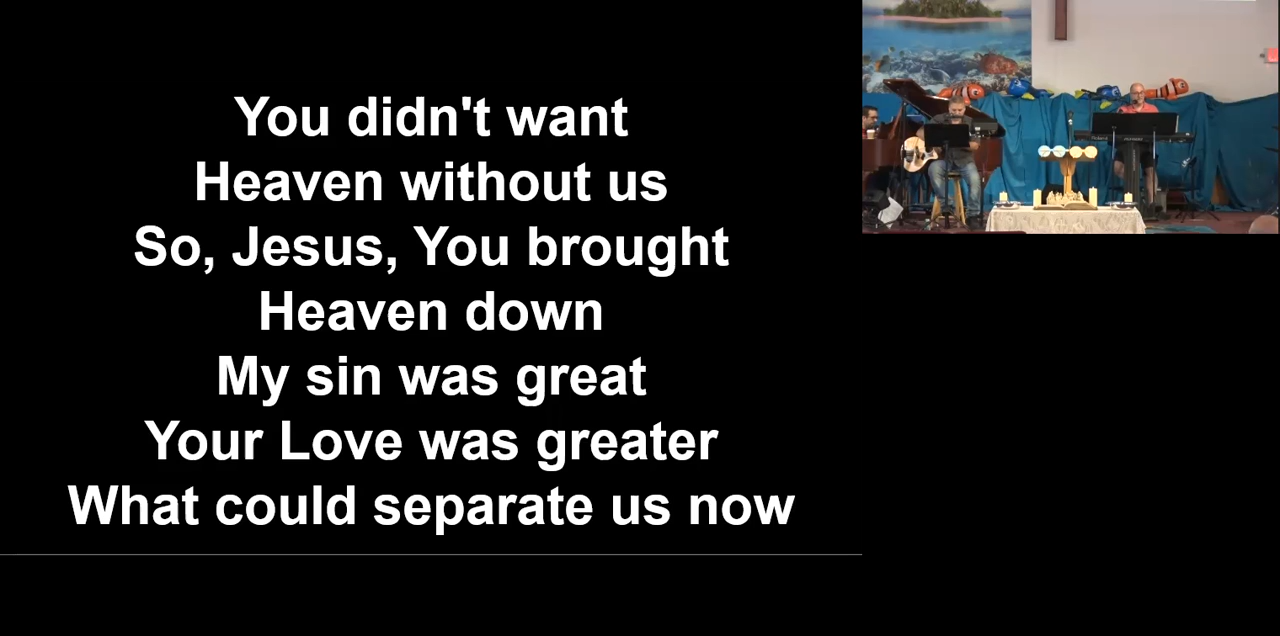 You didn't want
Heaven without us
So, Jesus, You brought
Heaven down
My sin was great
Your Love was greater
What could separate us now
Roland